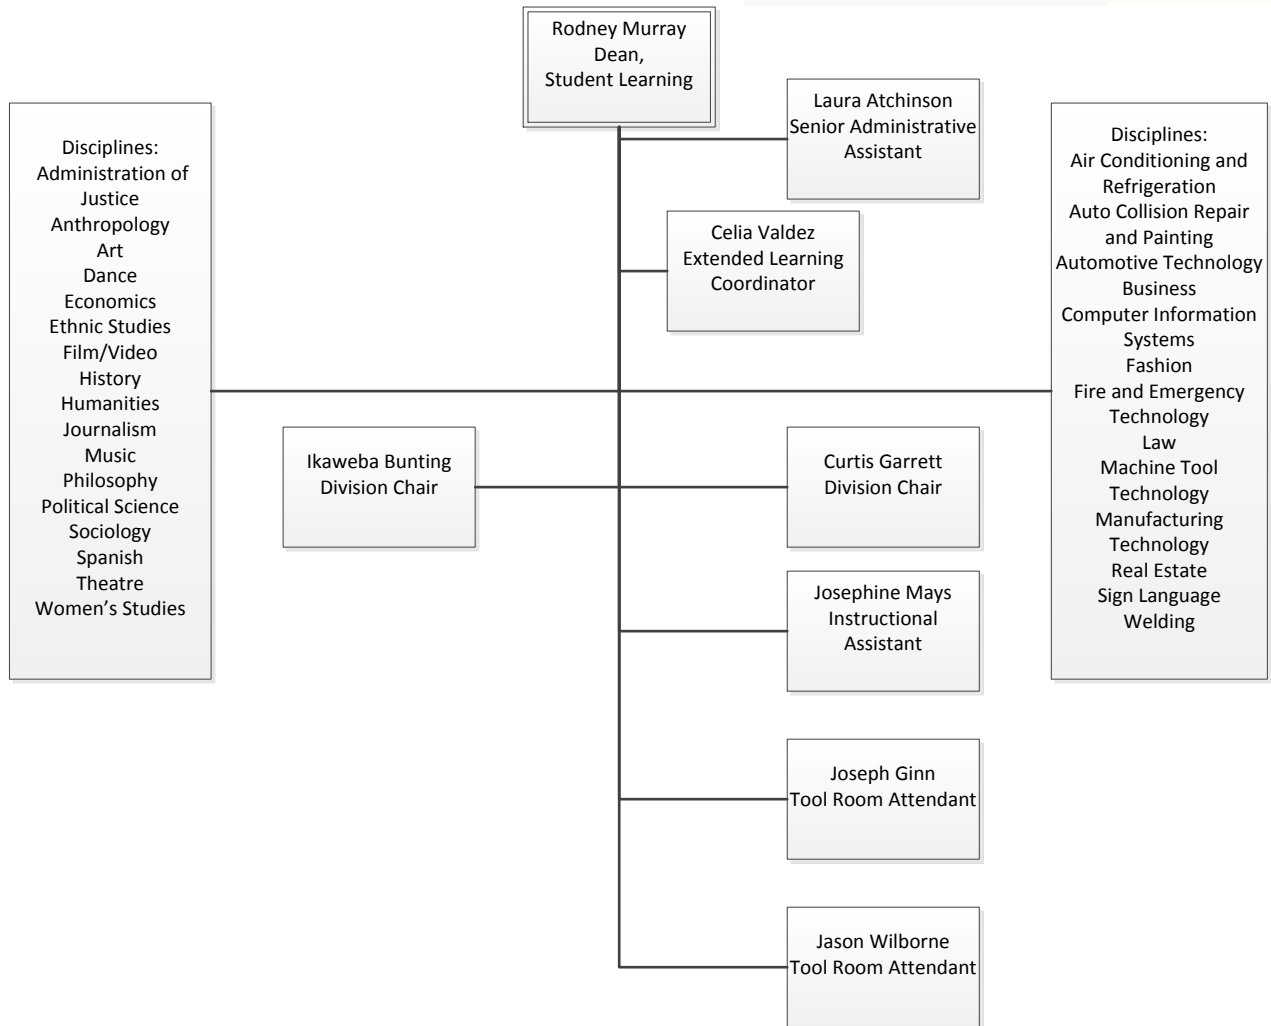 Rodney Murray
Dean,
Student Learning
Laura Atchinson
Senior Administrative
Assistant
Celia Valdez
Extended Learning
Coordinator
Disciplines:
Administration of
Justice
Anthropology
Art
Dance
Economics
Ethnic Studies
Film/Video
History
Humanities
Journalism
Music
Philosophy
Political Science
Sociology
Spanish
Theatre
Women’s Studies
Disciplines:
Air Conditioning and
Refrigeration
Auto Collision Repair
and Painting
Automotive Technology
Business
Computer Information
Systems
Fashion
Fire and Emergency
Technology
Law
Machine Tool
Technology
Manufacturing
Technology
Real Estate
Sign Language
Welding
Ikaweba Bunting
Division Chair
Curtis Garrett
Division Chair
Josephine Mays
Instructional
Assistant
Joseph Ginn
Tool Room Attendant
Jason Wilborne
Tool Room Attendant